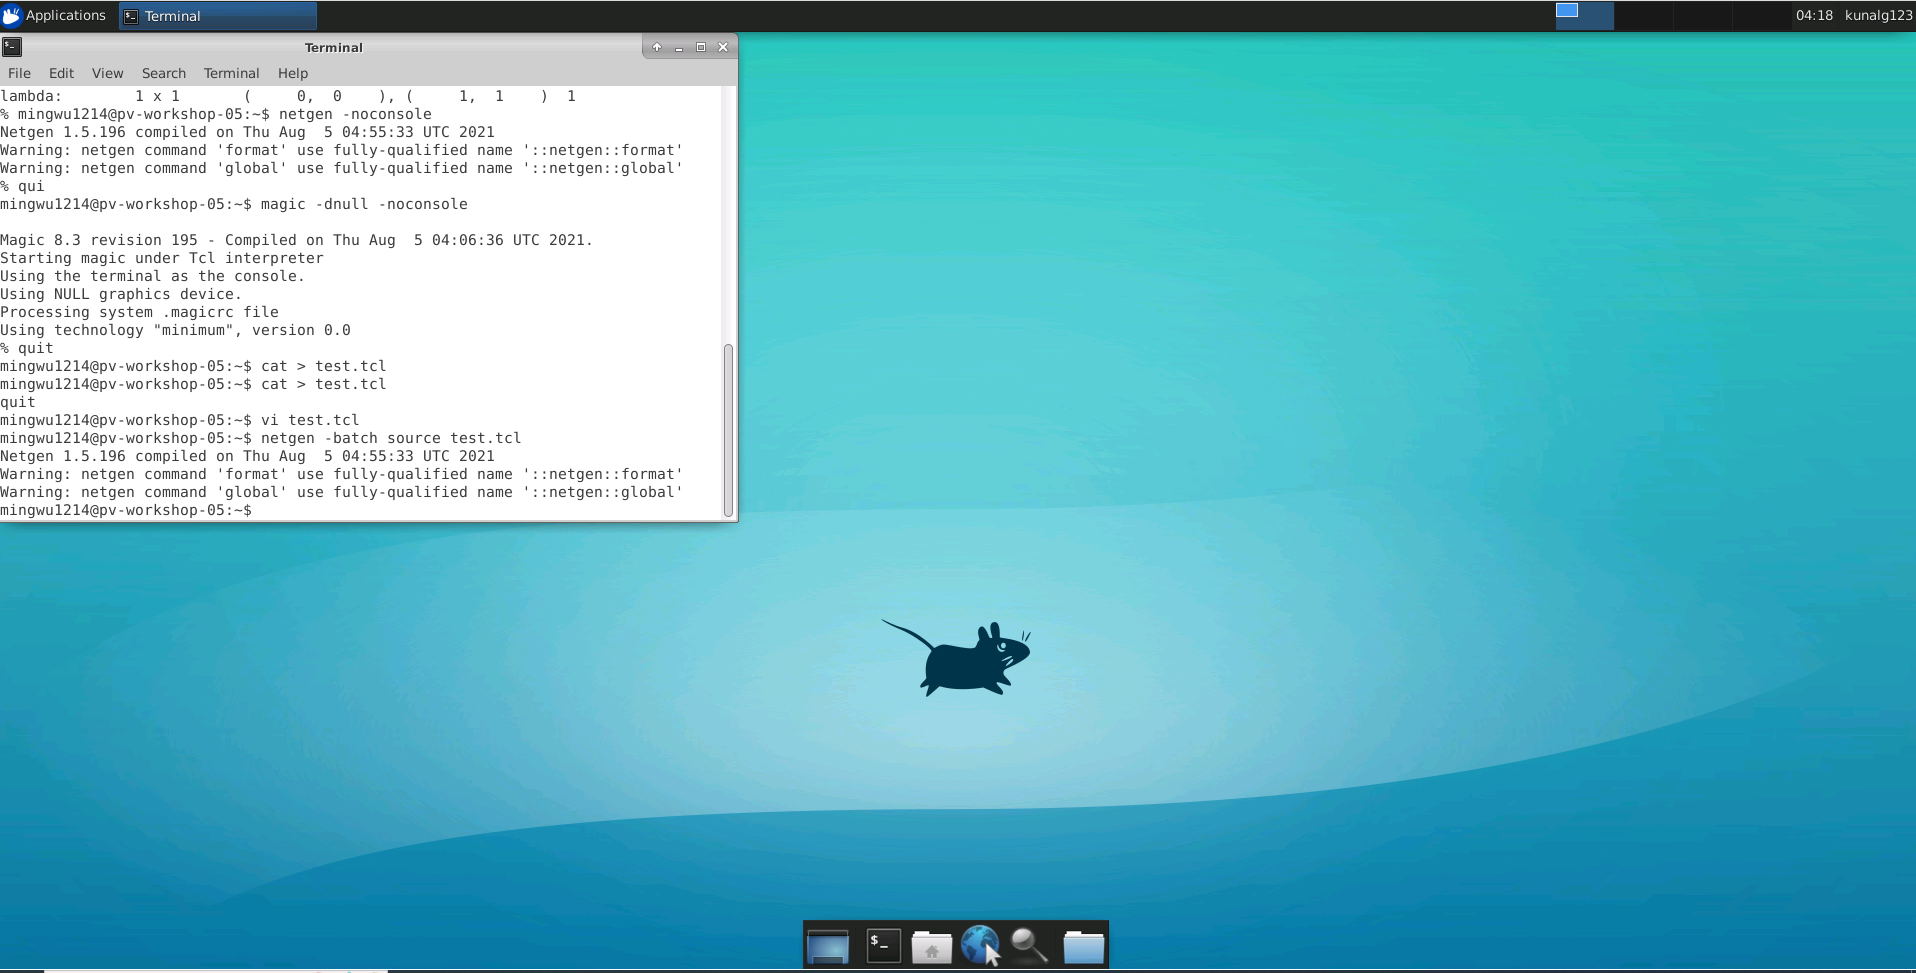 Applications
Terminal
04:18 kunalg123
Terminal
File Edit View Search Terminal Help
lambda: 1 x 1 ( 0, 0 ), ( 1, 1 ) 1
% mingwu1214@pv-workshop-05:~$ netgen -noconsole
Netgen 1.5.196 compiled on Thu Aug  5 04:55:33 UTC 2021
Warning: netgen command 'format' use fully-qualified name '::netgen::format'
Warning: netgen command 'global' use fully-qualified name '::netgen::global'
% qui
mingwu1214@pv-workshop-05:~$ magic -dnull -noconsole
Magic 8.3 revision 195 - Compiled on Thu Aug  5 04:06:36 UTC 2021.
Starting magic under Tcl interpreter
Using the terminal as the console.
Using NULL graphics device.
Processing system .magicrc file
Using technology "minimum", version 0.0
% quit
mingwu1214@pv-workshop-05:~$ cat > test.tcl
mingwu1214@pv-workshop-05:~$ cat > test.tcl
quit
mingwu1214@pv-workshop-05:~$ vi test.tcl
mingwu1214@pv-workshop-05:~$ netgen -batch source test.tcl
Netgen 1.5.196 compiled on Thu Aug  5 04:55:33 UTC 2021
Warning: netgen command 'format' use fully-qualified name '::netgen::format'
Warning: netgen command 'global' use fully-qualified name '::netgen::global'
mingwu1214@pv-workshop-05:~$
$_